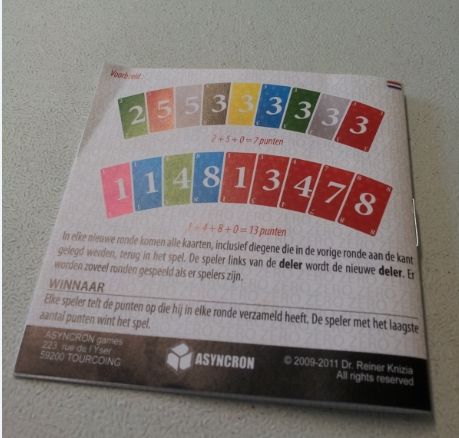 Voorbeeld:
2 5 5 3 3 3 3 3 3
2 + 5 + 0 = 7 punten
1 1 4 8 1 3 4 7 8
1 + 4 + 8 + 0 = 13 punten
In elke nieuwe ronde komen alle kaarten, inclusief diegene die in de vorige ronde aan de kant
gelegd werden, terug in het spel. De speler links van de deler wordt de nieuwe deler. Er
worden zoveel ronden gespeeld als er spelers zijn.
WINNAAR
Elke speler telt de punten op die hij in elke ronde verzameld heeft. De speler met het laagste
aantal punten wint het spel.
ASYNCRON games
223, rue de l'Yser
59200 TOURCOING
ASYNCRON
© 2009-2011 Dr. Reiner Knizia
All rights reserved